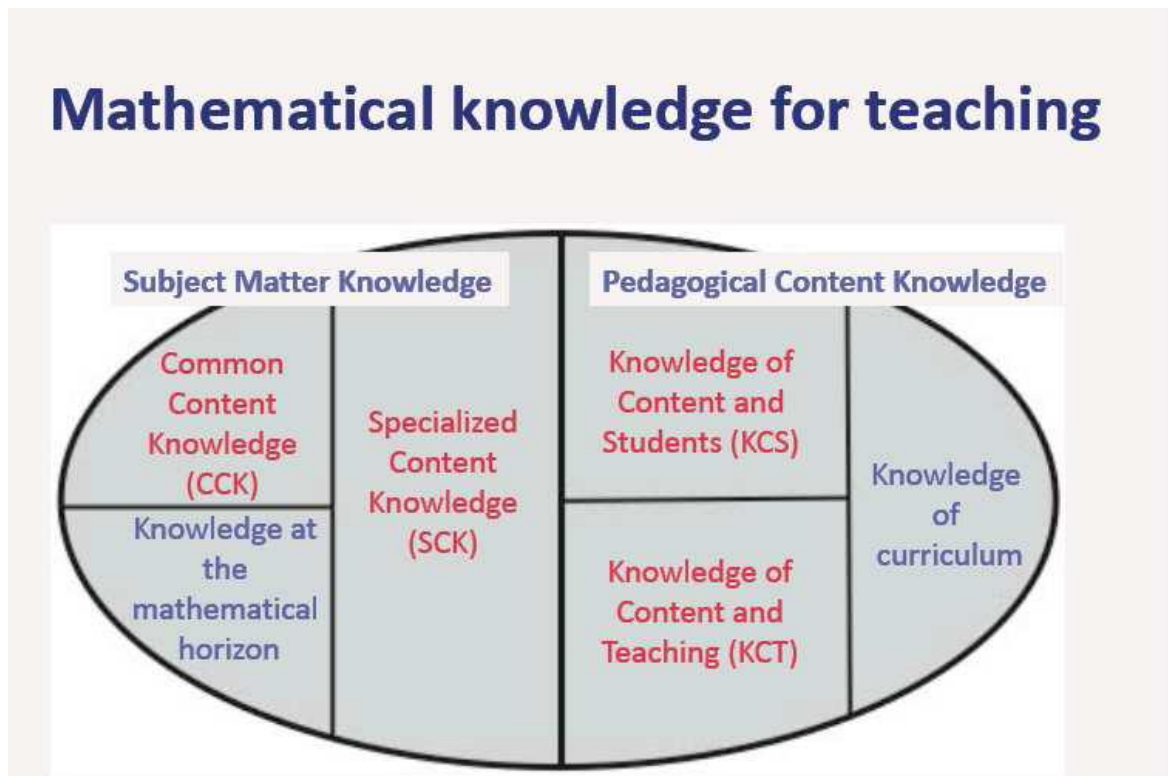 Mathematical knowledge for teaching
Subject Matter Knowledge
Common
Content
Knowledge
(CCK)
Knowledge at
the
mathematical
horizon
Specialized
Content
Knowledge
(SCK)
Pedagogical Content Knowledge
Knowledge of
Content and
Students (KCS)
Knowledge of
Content and
Teaching (KCT)
Knowledge
of
curriculum